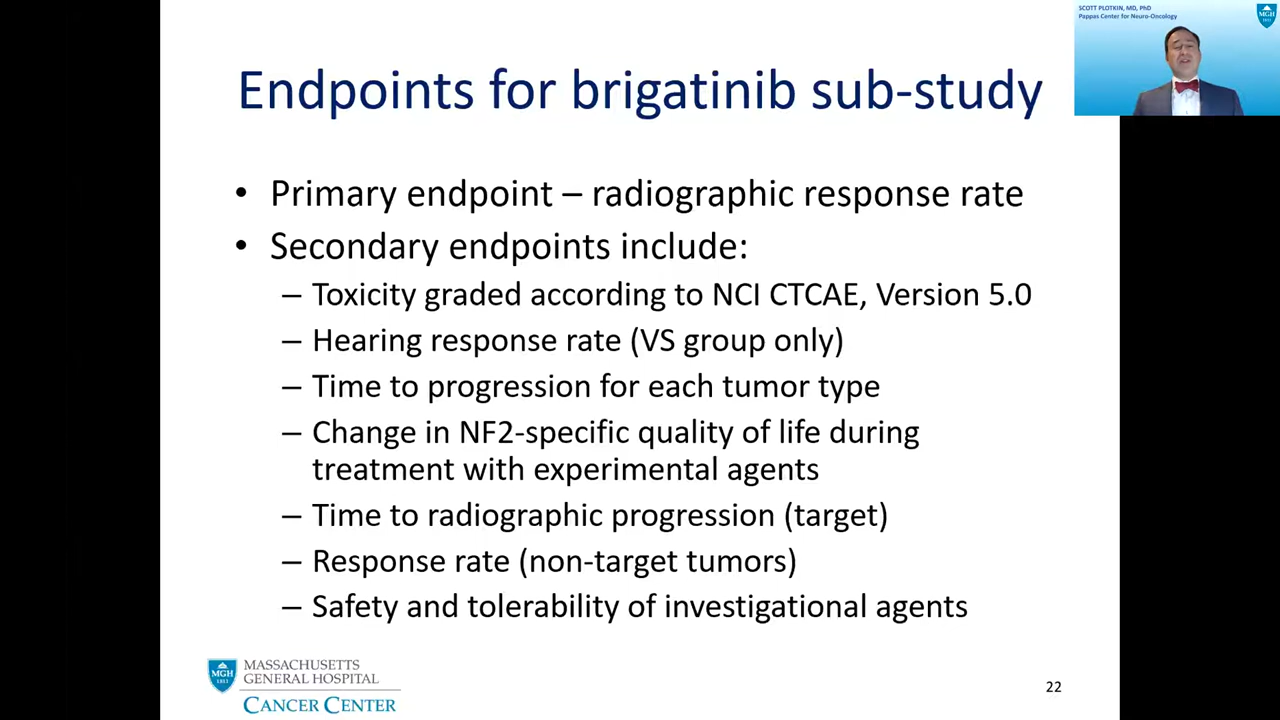 SCOTT PLOTKIN, MD, PhD
Pappas Center for Neuro-Oncology
MGH
1811
Endpoints for brigatinib sub-study
• Primary endpoint – radiographic response rate
• Secondary endpoints include:
– Toxicity graded according to NCI CTCAE, Version 5.0
– Hearing response rate (VS group only)
– Time to progression for each tumor type
– Change in NF2-specific quality of life during
treatment with experimental agents
– Time to radiographic progression (target)
– Response rate (non-target tumors)
– Safety and tolerability of investigational agents
MGH
1811
MASSACHUSETTS
GENERAL HOSPITAL
CANCER CENTER
22